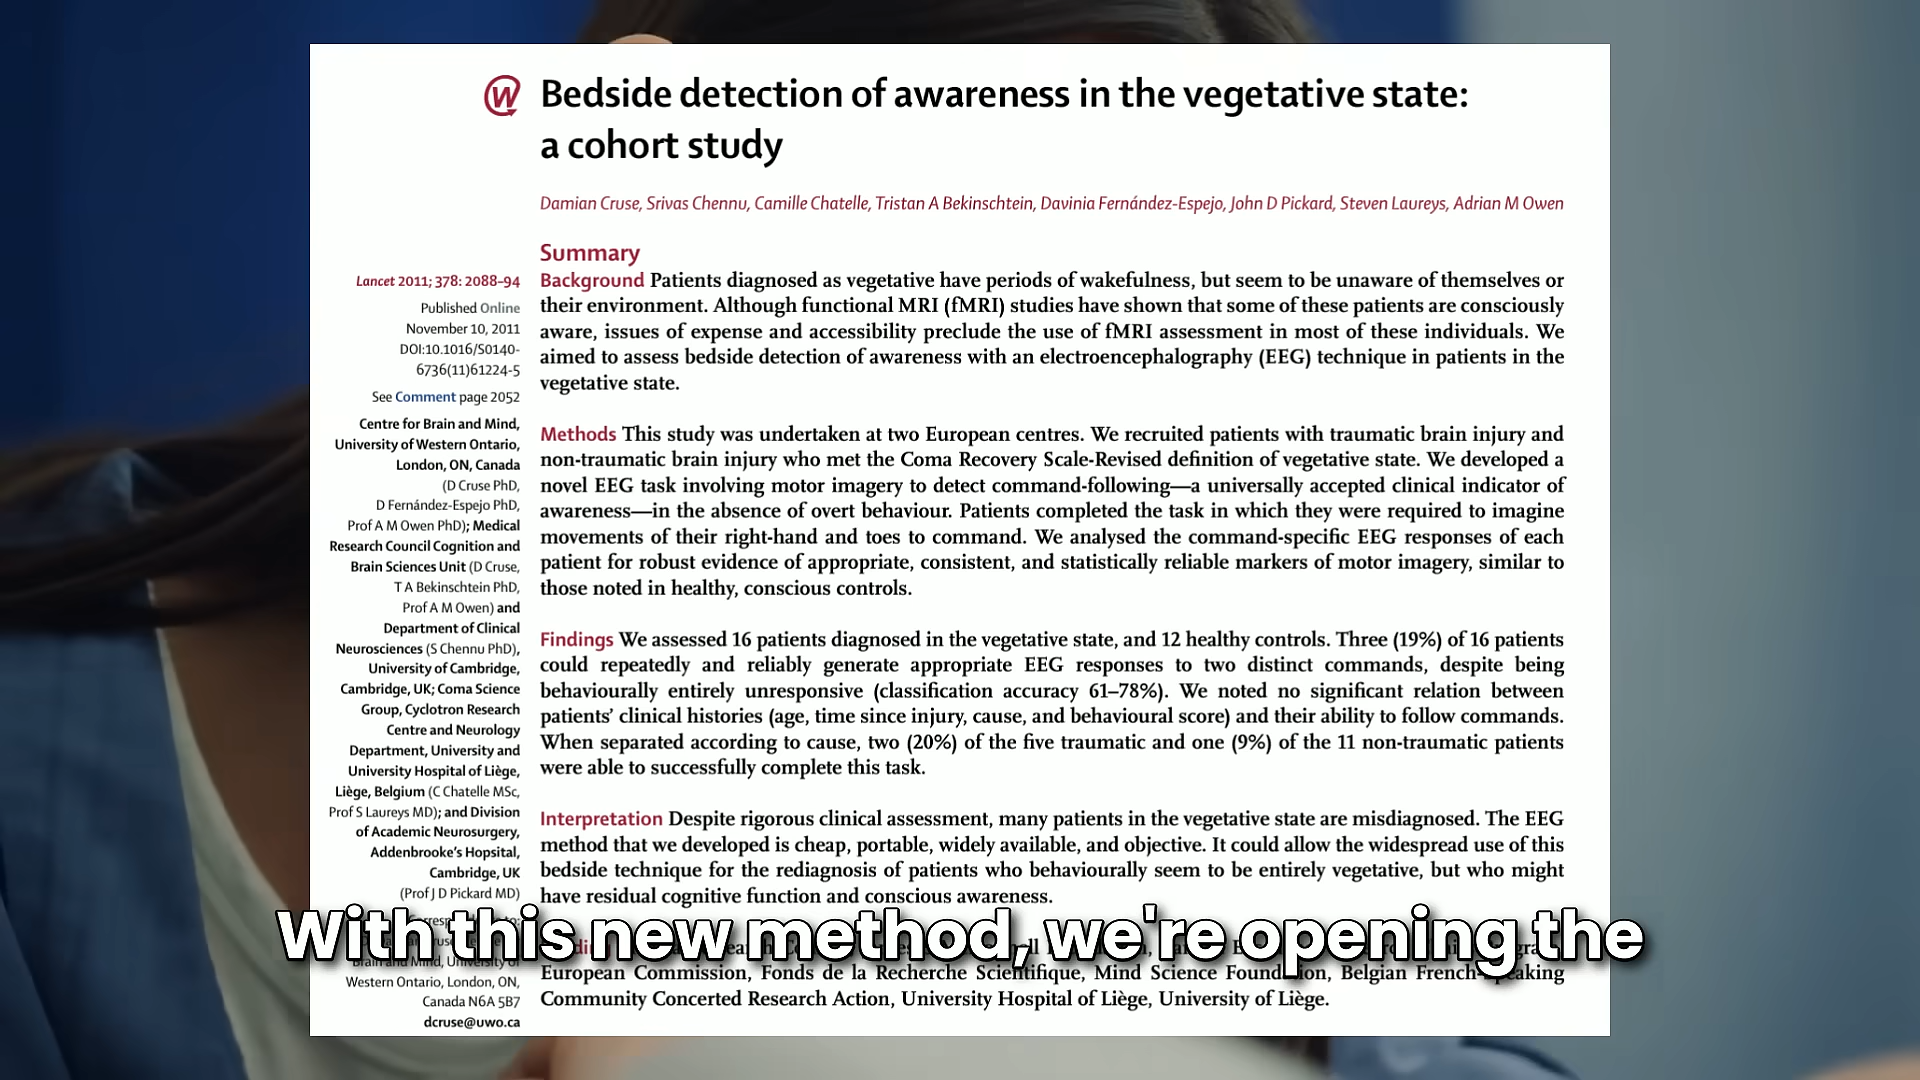 Bedside detection of awareness in the vegetative state:
a cohort study
Damian Cruse, Srivas Chennu, Camille Chatelle, Tristan A Bekinschtein, Davinia Fernández-Espejo, John D Pickard, Steven Laureys, Adrian M Owen
Lancet 2011; 378: 2088–94
Published Online
November 10, 2011
DOI:10.1016/S0140-
6736(11)61224-5
See Comment page 2052
Centre for Brain and Mind,
University of Western Ontario,
London, ON, Canada
(D Cruse PhD,
D Fernández-Espejo PhD,
Prof A M Owen PhD); Medical
Research Council Cognition and
Brain Sciences Unit (D Cruse,
T A Bekinschtein PhD,
Prof A M Owen) and
Department of Clinical
Neurosciences (S Chennu PhD),
University of Cambridge,
Cambridge, UK; Coma Science
Group, Cyclotron Research
Centre and Neurology
Department, University and
University Hospital of Liège,
Liège, Belgium (C Chatelle MSc,
Prof S Laureys MD); and Division
of Academic Neurosurgery,
Addenbrooke's Hopsital,
Cambridge, UK
(Prof J D Pickard MD)
Western Ontario, London, ON,
Canada N6A 5B7
dcruse@uwo.ca
Summary
Background Patients diagnosed as vegetative have periods of wakefulness, but seem to be unaware of themselves or
their environment. Although functional MRI (fMRI) studies have shown that some of these patients are consciously
aware, issues of expense and accessibility preclude the use of fMRI assessment in most of these individuals. We
aimed to assess bedside detection of awareness with an electroencephalography (EEG) technique in patients in the
vegetative state.
Methods This study was undertaken at two European centres. We recruited patients with traumatic brain injury and
non-traumatic brain injury who met the Coma Recovery Scale-Revised definition of vegetative state. We developed a
novel EEG task involving motor imagery to detect command-following—a universally accepted clinical indicator of
awareness—in the absence of overt behaviour. Patients completed the task in which they were required to imagine
movements of their right-hand and toes to command. We analysed the command-specific EEG responses of each
patient for robust evidence of appropriate, consistent, and statistically reliable markers of motor imagery, similar to
those noted in healthy, conscious controls.
Findings We assessed 16 patients diagnosed in the vegetative state, and 12 healthy controls. Three (19%) of 16 patients
could repeatedly and reliably generate appropriate EEG responses to two distinct commands, despite being
behaviourally entirely unresponsive (classification accuracy 61–78%). We noted no significant relation between
patients' clinical histories (age, time since injury, cause, and behavioural score) and their ability to follow commands.
When separated according to cause, two (20%) of the five traumatic and one (9%) of the 11 non-traumatic patients
were able to successfully complete this task.
Interpretation Despite rigorous clinical assessment, many patients in the vegetative state are misdiagnosed. The EEG
method that we developed is cheap, portable, widely available, and objective. It could allow the widespread use of this
bedside technique for the rediagnosis of patients who behaviourally seem to be entirely vegetative, but who might
have residual cognitive function and conscious awareness.
With this new method, we're opening the
European Commission, Fonds de la Recherche Scientifique, Mind Science Foundation, Belgian French-Speaking
Community Concerted Research Action, University Hospital of Liège, University of Liège.